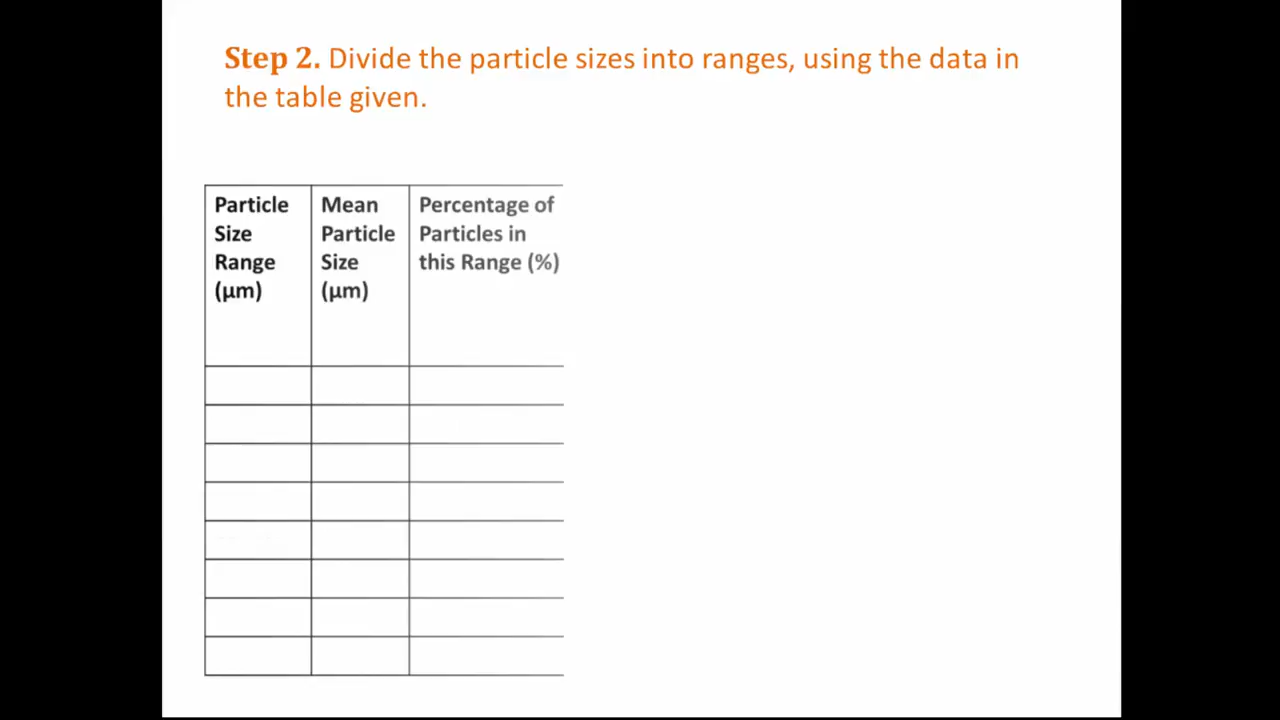 Step 2. Divide the particle sizes into ranges, using the data in
the table given.
Particle
Size
Range
(µm)
Mean
Particle
Size
(µm)
Percentage of
Particles in
this Range (%)